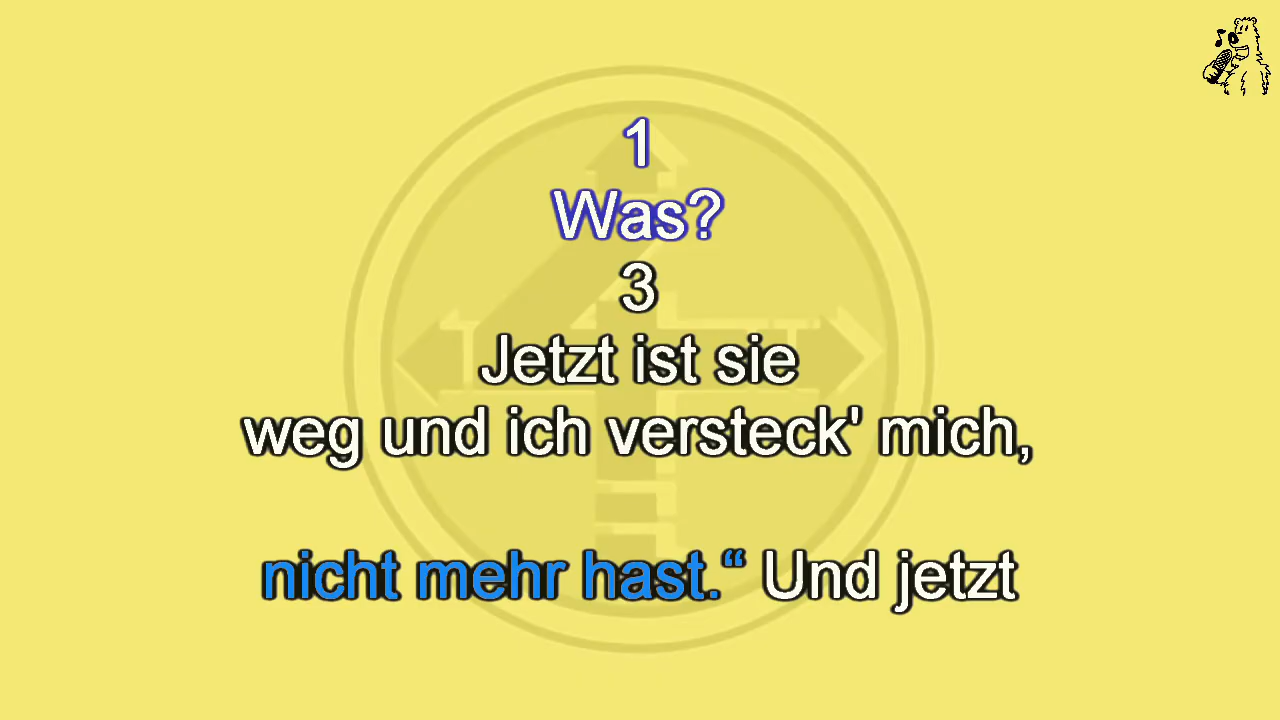 1
Was?
3
Jetzt ist sie
weg und ich versteck' mich,
nicht mehr hast.“ Und jetzt